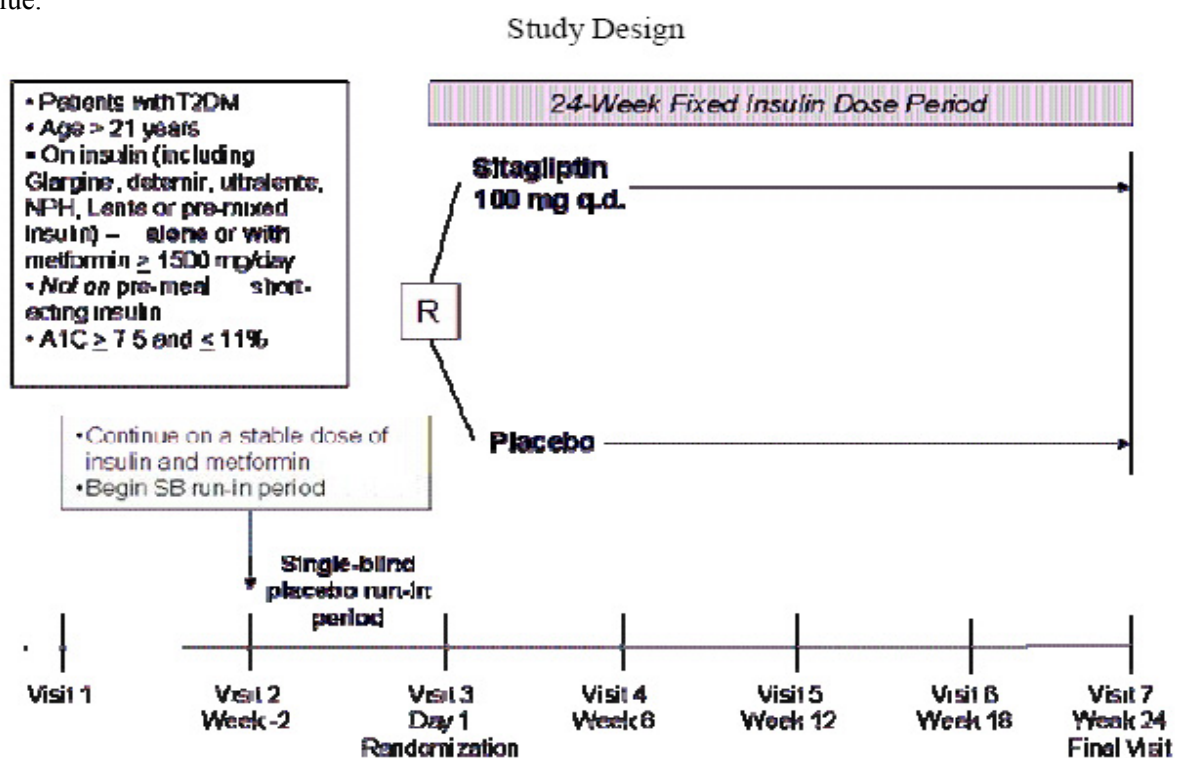 lue.
Study Design
• Patients with T2DM
• Age > 21 years
• On insulin (including
Glargine, detemir, ultralente,
NPH, Lente or pre-mixed
insulin) – alone or with
metformin ≥ 1500 mg/day
• Not on pre-meal short-
acting insulin
• A1C ≥ 7.5 and ≤ 11%
24-Week Fixed Insulin Dose Period
Sitagliptin
100 mg q.d.
R
Placebo
•Continue on a stable dose of
insulin and metformin
•Begin SB run-in period
Single-blind
placebo run-in
period
Visit 1
Visit 2
Week -2
Visit 3
Day 1
Randomization
Visit 4
Week 6
Visit 5
Week 12
Visit 6
Week 18
Visit 7
Week 24
Final Visit